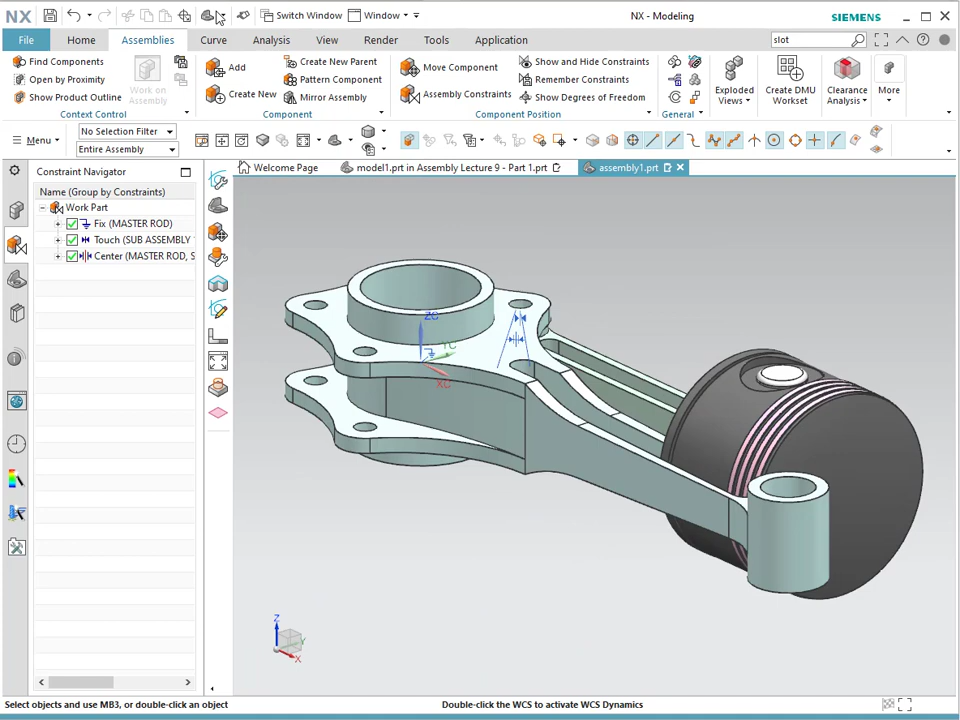 NX
Switch Window
Window
NX - Modeling
SIEMENS
File
Home
Assemblies
Curve
Analysis
View
Render
Tools
Application
slot
Find Components
Open by Proximity
Show Product Outline
Work on
Assembly
Context Control
Add
Create New
Create New Parent
Pattern Component
Mirror Assembly
Component
Move Component
Assembly Constraints
Show and Hide Constraints
Remember Constraints
Show Degrees of Freedom
Component Position
General
Exploded
Views
Create DMU
Workset
Clearance
Analysis
More
Menu
No Selection Filter
Entire Assembly
Constraint Navigator
Welcome Page
model1.prt in Assembly Lecture 9 - Part 1.prt
assembly1.prt
Name (Group by Constraints)
Work Part
Fix (MASTER ROD)
Touch (SUB ASSEMBLY
Center (MASTER ROD, S
ZC
YC
XC
Z
Y
X
Select objects and use MB3, or double-click an object
Double-click the WCS to activate WCS Dynamics